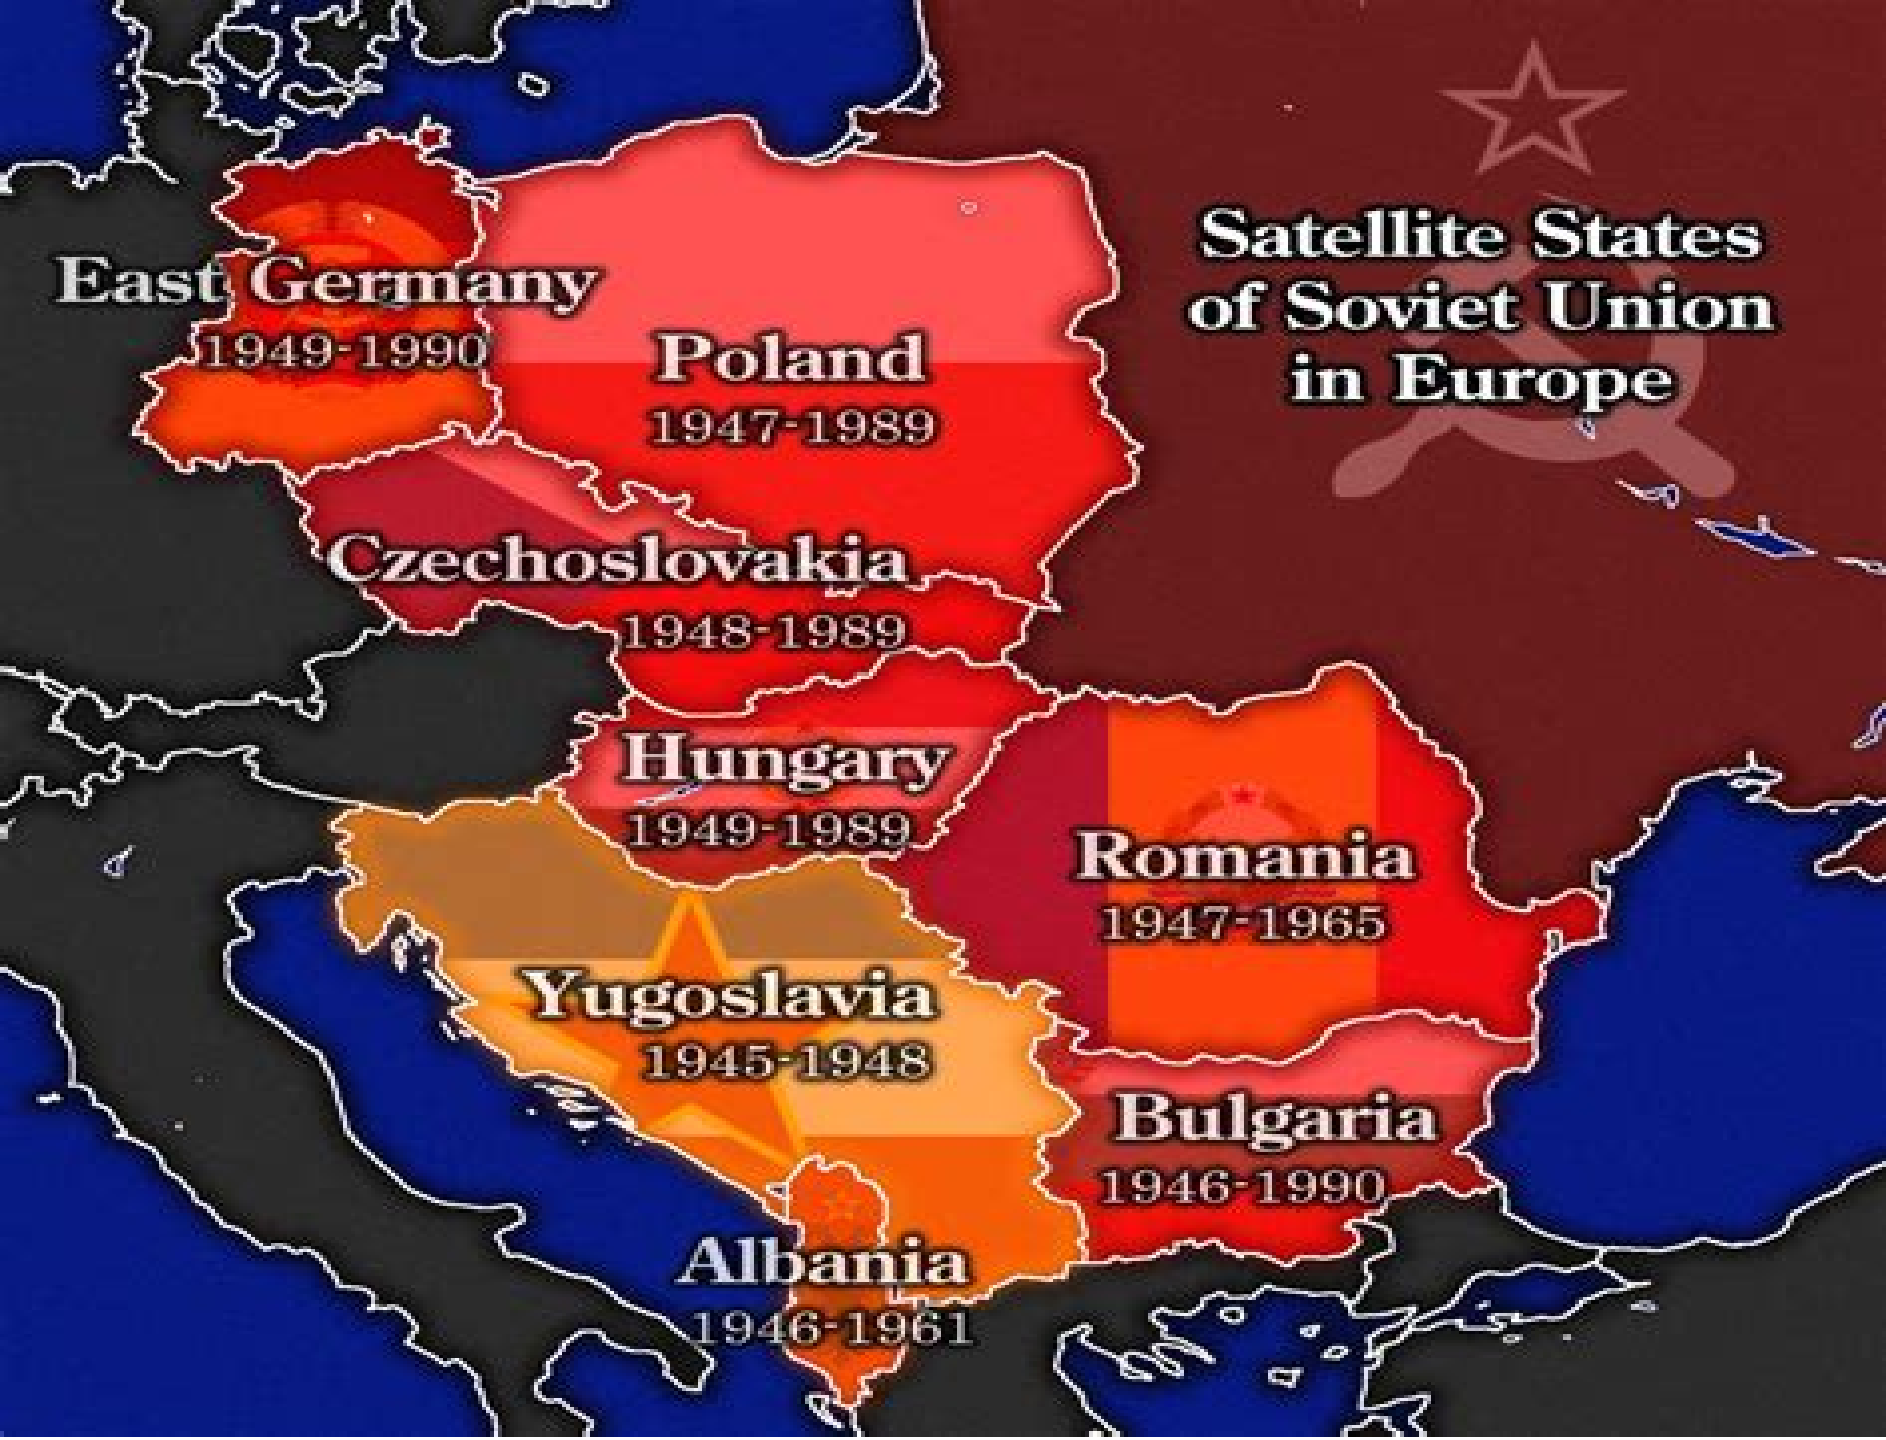 Satellite States
of Soviet Union
in Europe
East Germany
1949-1990
Poland
1947-1989
Czechoslovakia
1948-1989
Hungary
1949-1989
Romania
1947-1965
Yugoslavia
1945-1948
Bulgaria
1946-1990
Albania
1946-1961